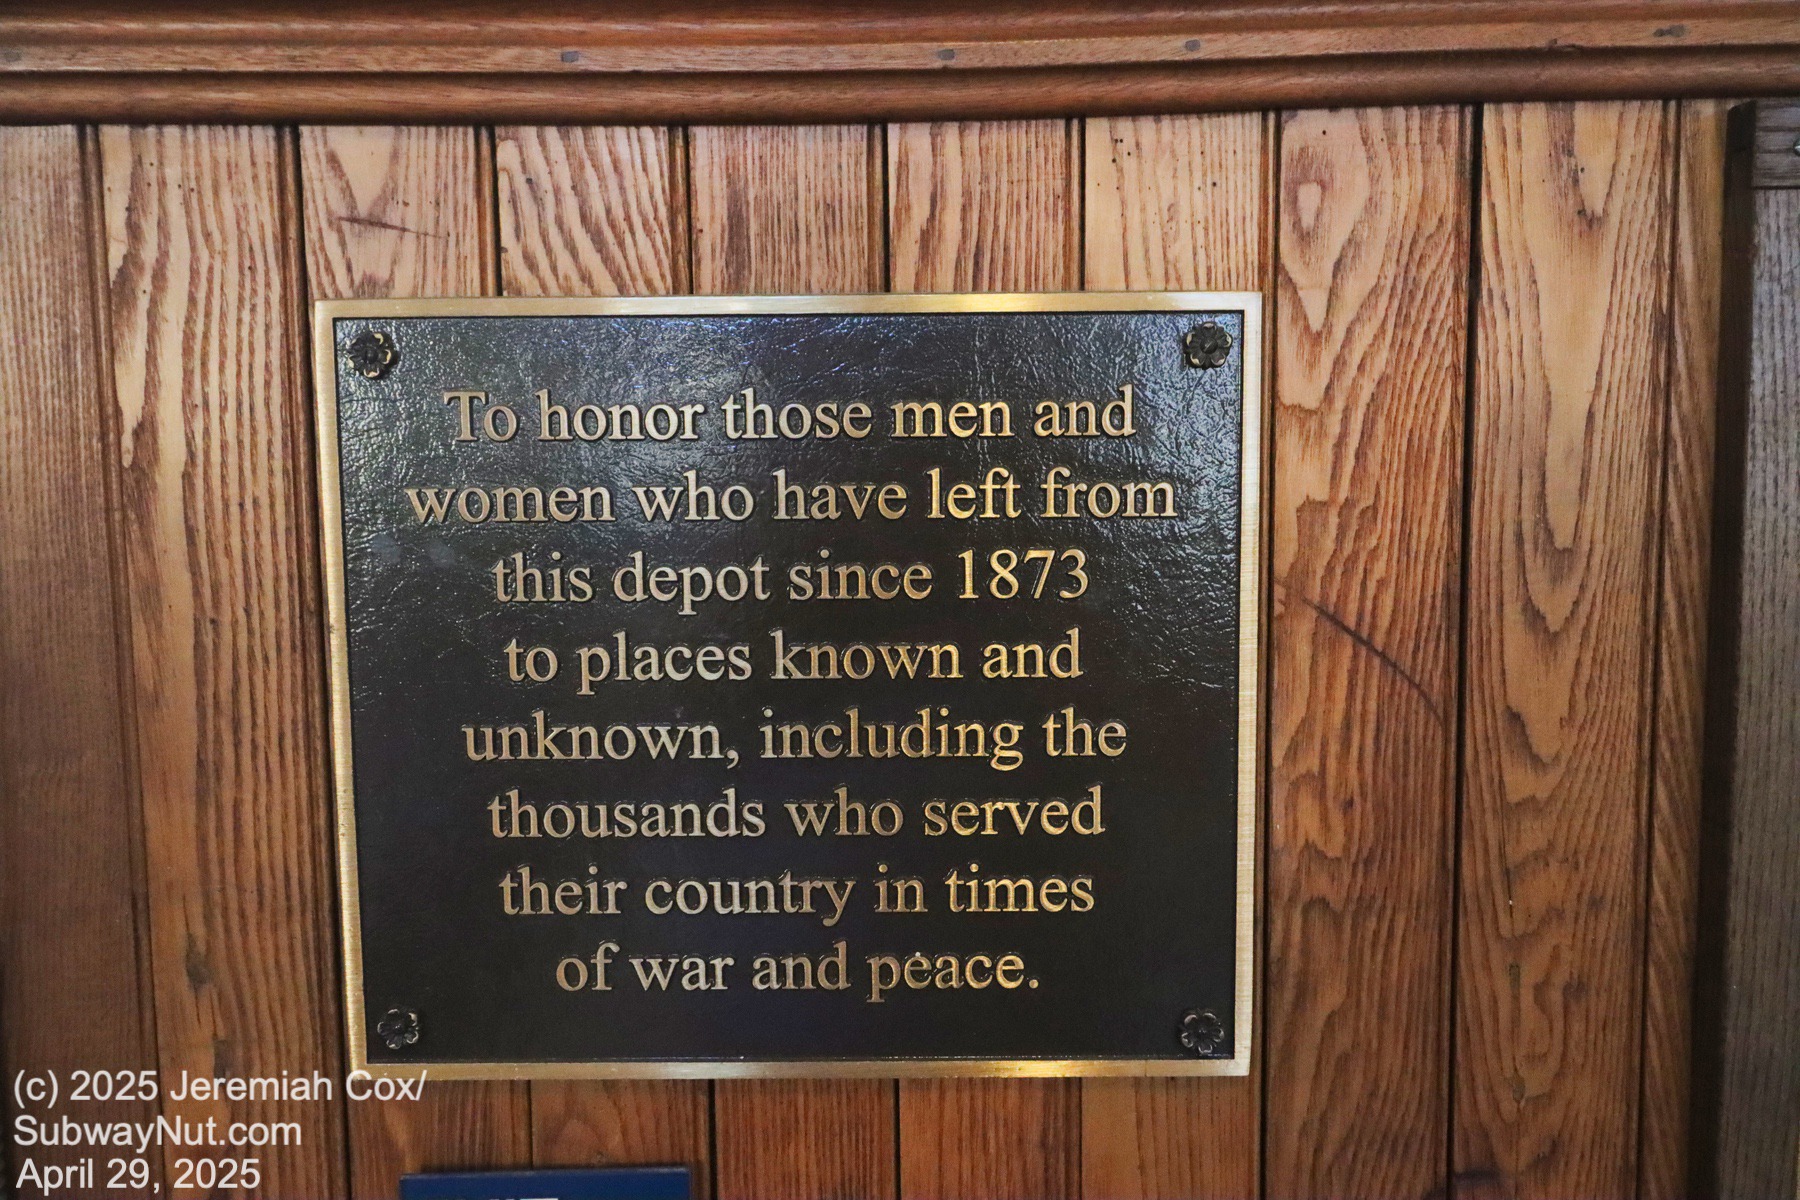 To honor those men and
women who have left from
this depot since 1873
to places known and
unknown, including the
thousands who served
their country in times
of war and peace.
(c) 2025 Jeremiah Cox/
SubwayNut.com
April 29, 2025